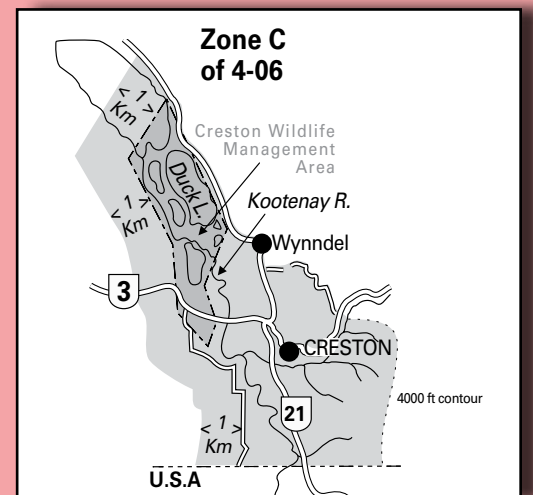 Zone C
of 4-06
< 1 >
Km
Creston Wildlife
Management
Area
Duck L.
Kootenay R.
< 1 >
Km
Wynndel
3
CRESTON
4000 ft contour
21
< 1 >
Km
U.S.A